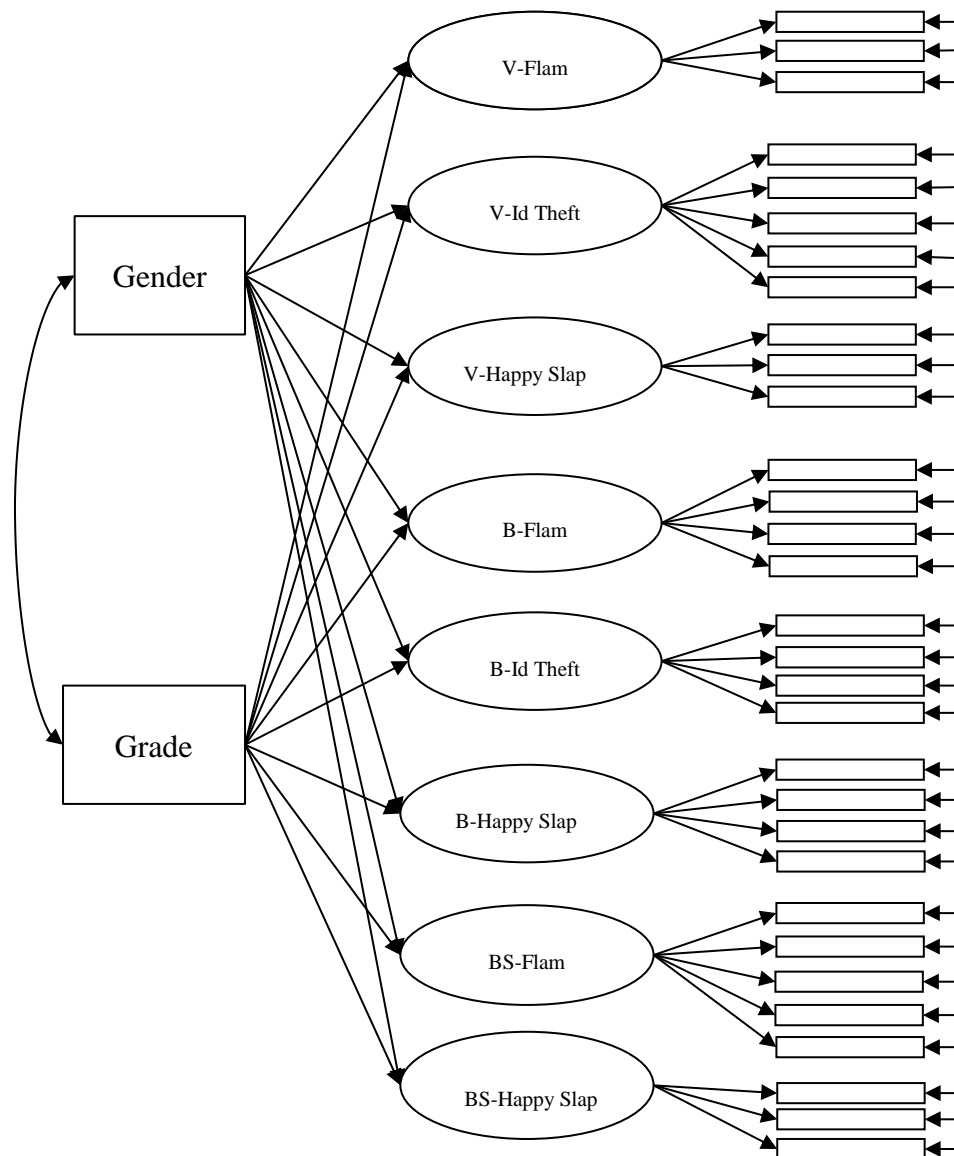 V-Flam
V-Id Theft
Gender
V-Happy Slap
B-Flam
B-Id Theft
Grade
B-Happy Slap
BS-Flam
BS-Happy Slap